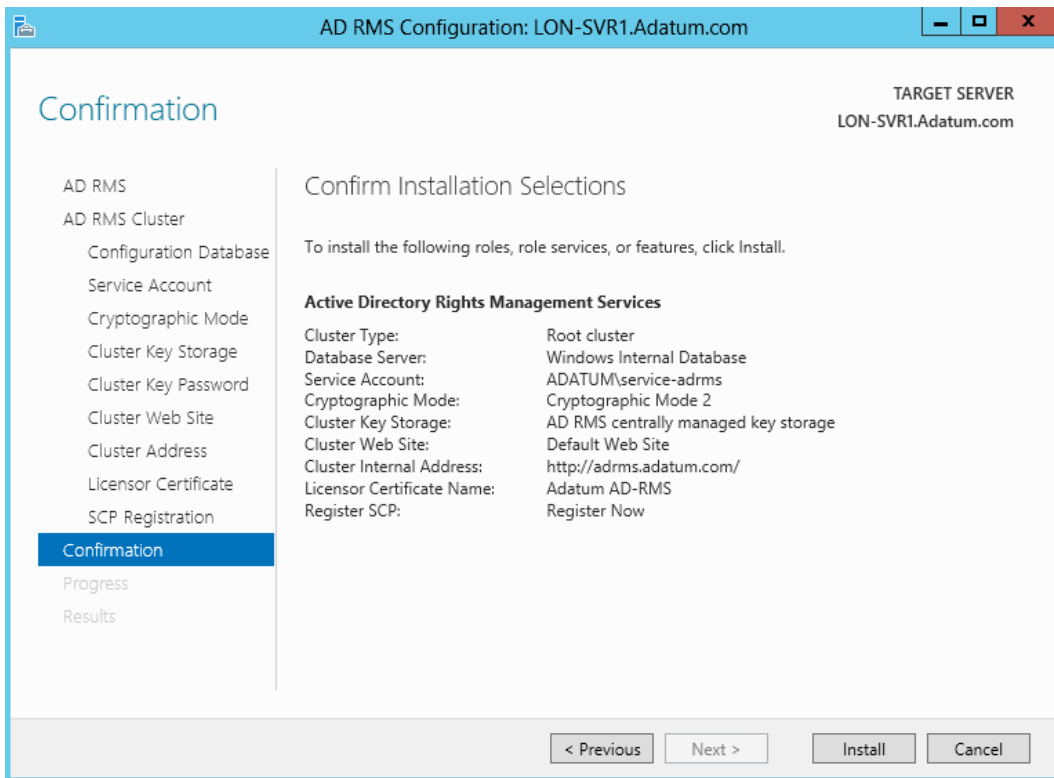 AD RMS Configuration: LON-SVR1.Adatum.com
Confirmation
TARGET SERVER
LON-SVR1.Adatum.com
AD RMS
AD RMS Cluster
Configuration Database
Service Account
Cryptographic Mode
Cluster Key Storage
Cluster Key Password
Cluster Web Site
Cluster Address
Licensor Certificate
SCP Registration
Confirmation
Progress
Results
Confirm Installation Selections
To install the following roles, role services, or features, click Install.
Active Directory Rights Management Services
Cluster Type: Root cluster
Database Server: Windows Internal Database
Service Account: ADATUM\service-adrms
Cryptographic Mode: Cryptographic Mode 2
Cluster Key Storage: AD RMS centrally managed key storage
Cluster Web Site: Default Web Site
Cluster Internal Address: http://adrms.adatum.com/
Licensor Certificate Name: Adatum AD-RMS
Register SCP: Register Now
< Previous Next > Install Cancel